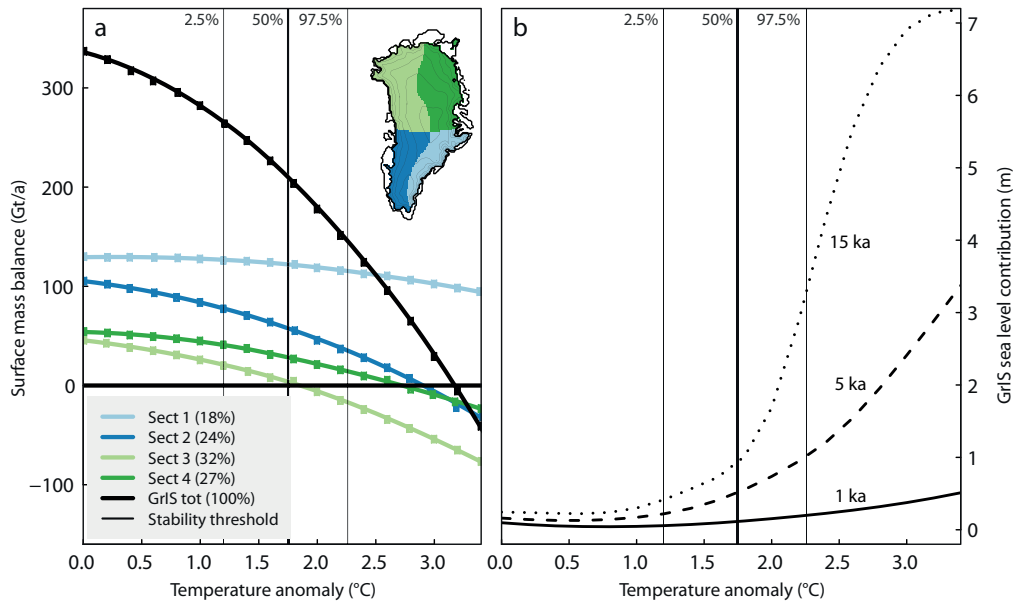 2.5% 50% 97.5%
a
Surface mass balance (Gt/a)
300
200
100
0
−100
Sect 1 (18%)
Sect 2 (24%)
Sect 3 (32%)
Sect 4 (27%)
GrIS tot (100%)
Stability threshold
0.0 0.5 1.0 1.5 2.0 2.5 3.0
Temperature anomaly (°C)
2.5% 50% 97.5%
b
15 ka
5 ka
1 ka
7
6
5
4
3
2
1
0
GrIS sea level contribution (m)
0.0 0.5 1.0 1.5 2.0 2.5 3.0
Temperature anomaly (°C)